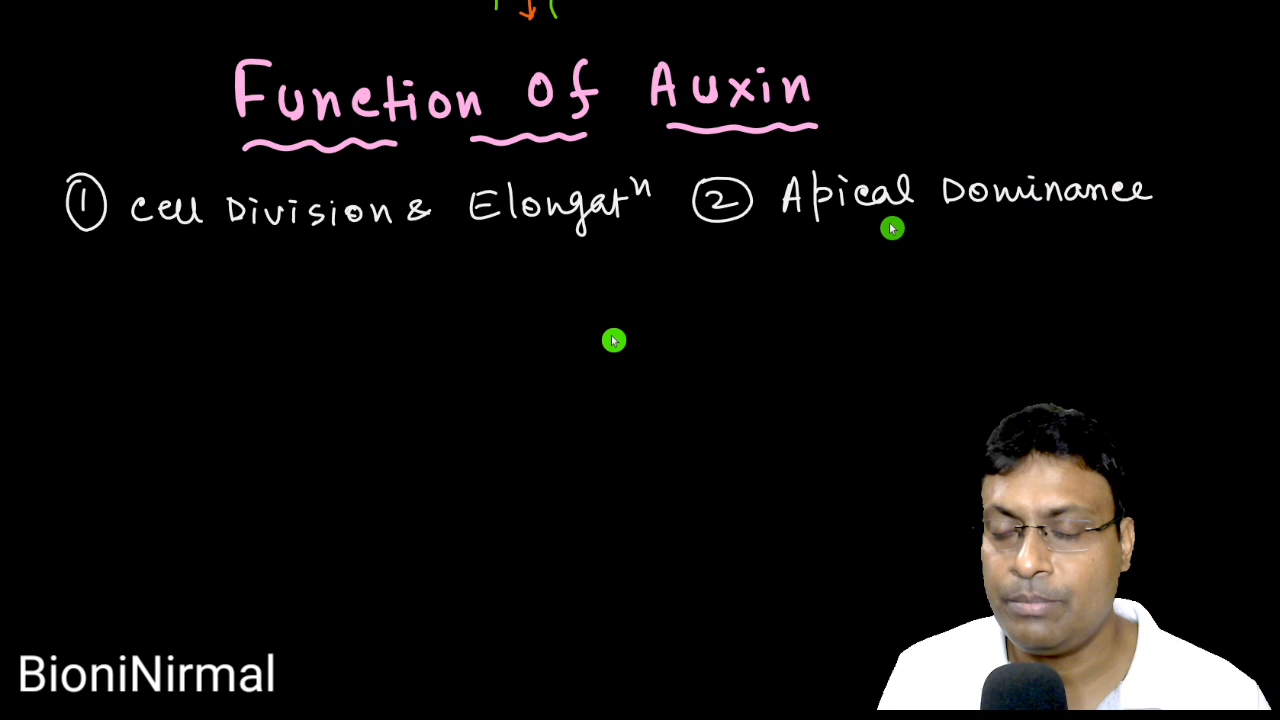 Function Of Auxin
① Cell Division & Elongatⁿ ② Apical Dominance
BioniNirmal